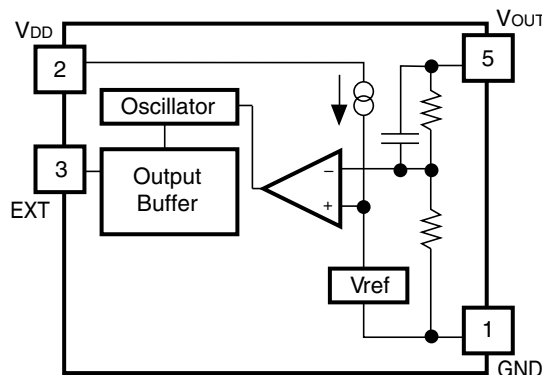 VDD
VOUT
2
5
Oscillator
3
Output
Buffer
−
+
EXT
Vref
1
GND